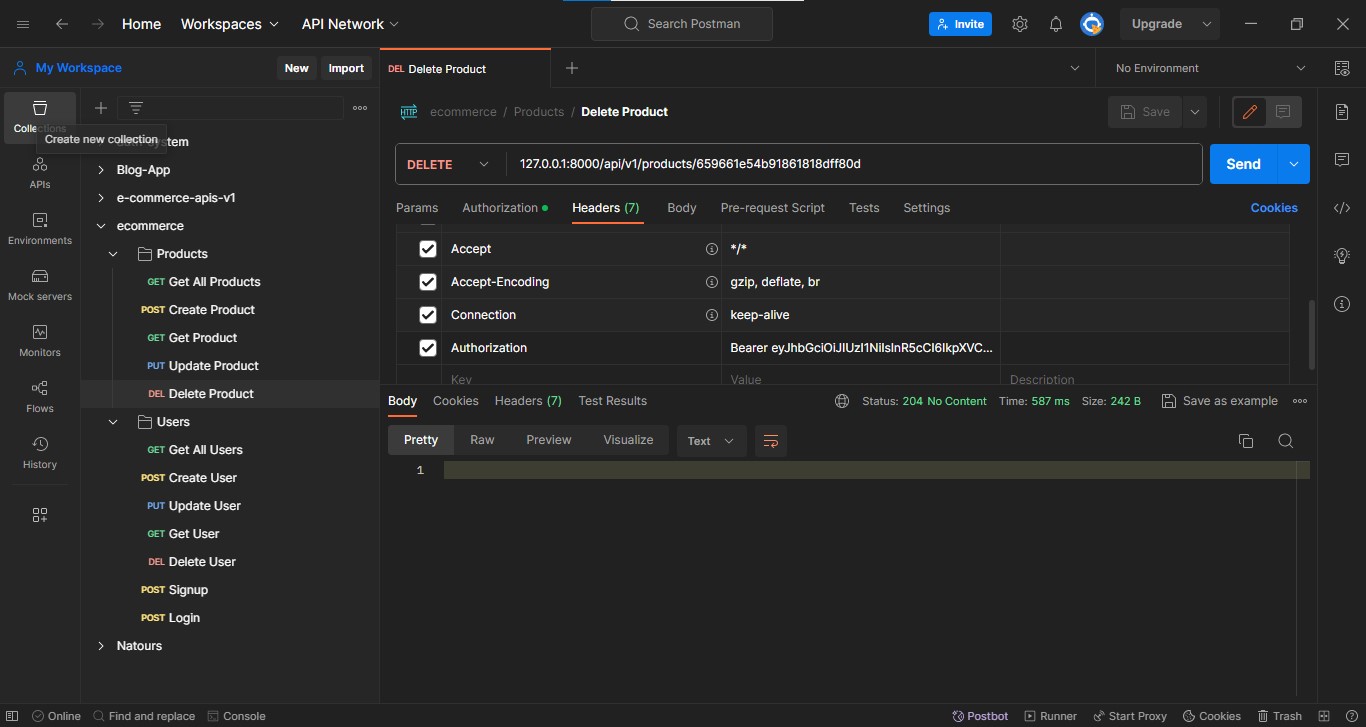 Home Workspaces API Network Search Postman Invite Upgrade
My Workspace New Import DEL Delete Product No Environment
Collections
Create new collection
APIs
Environments
Mock servers
Monitors
Flows
History
system
Blog-App
e-commerce-apis-v1
ecommerce
Products
GET Get All Products
POST Create Product
GET Get Product
PUT Update Product
DEL Delete Product
Users
GET Get All Users
POST Create User
PUT Update User
GET Get User
DEL Delete User
POST Signup
POST Login
Natours
HTTP ecommerce / Products / Delete Product Save
DELETE 127.0.0.1:8000/api/v1/products/659661e54b91861818dff80d Send
Params Authorization Headers (7) Body Pre-request Script Tests Settings Cookies
Accept */*
Accept-Encoding gzip, deflate, br
Connection keep-alive
Authorization Bearer eyJhbGciOiJIUzI1NiIsInR5cCI6IkpXVC...
Key Value Description
Body Cookies Headers (7) Test Results Status: 204 No Content Time: 587 ms Size: 242 B Save as example
Pretty Raw Preview Visualize Text
1
Online Find and replace Console Postbot Runner Start Proxy Cookies Trash